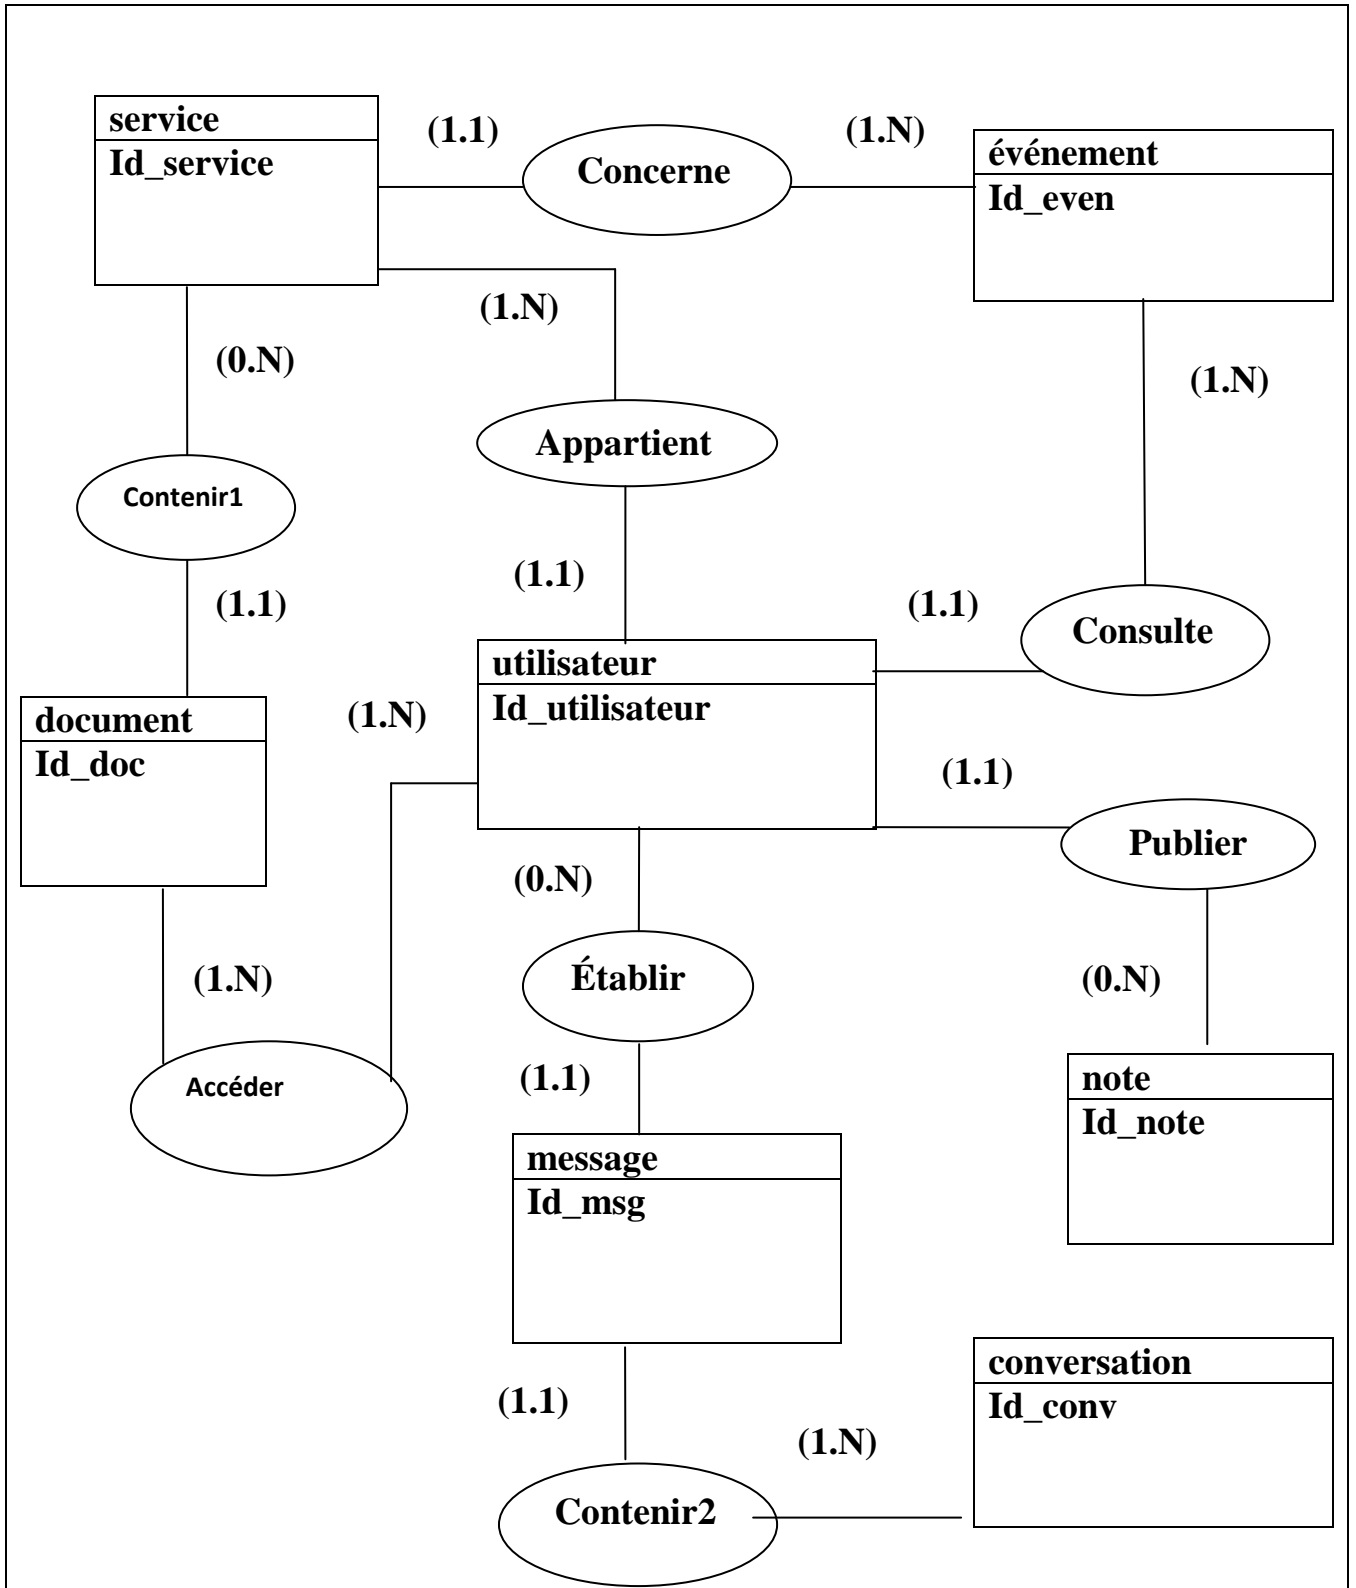 service
Id_service
(1.1)
Concerne
(1.N)
événement
Id_even
(1.N)
(0.N)
(1.N)
Appartient
Contenir1
(1.1)
(1.1)
(1.1)
Consulte
utilisateur
Id_utilisateur
document
Id_doc
(1.N)
(1.1)
Publier
(0.N)
(1.N)
Établir
(0.N)
Accéder
(1.1)
note
Id_note
message
Id_msg
conversation
Id_conv
(1.1)
(1.N)
Contenir2